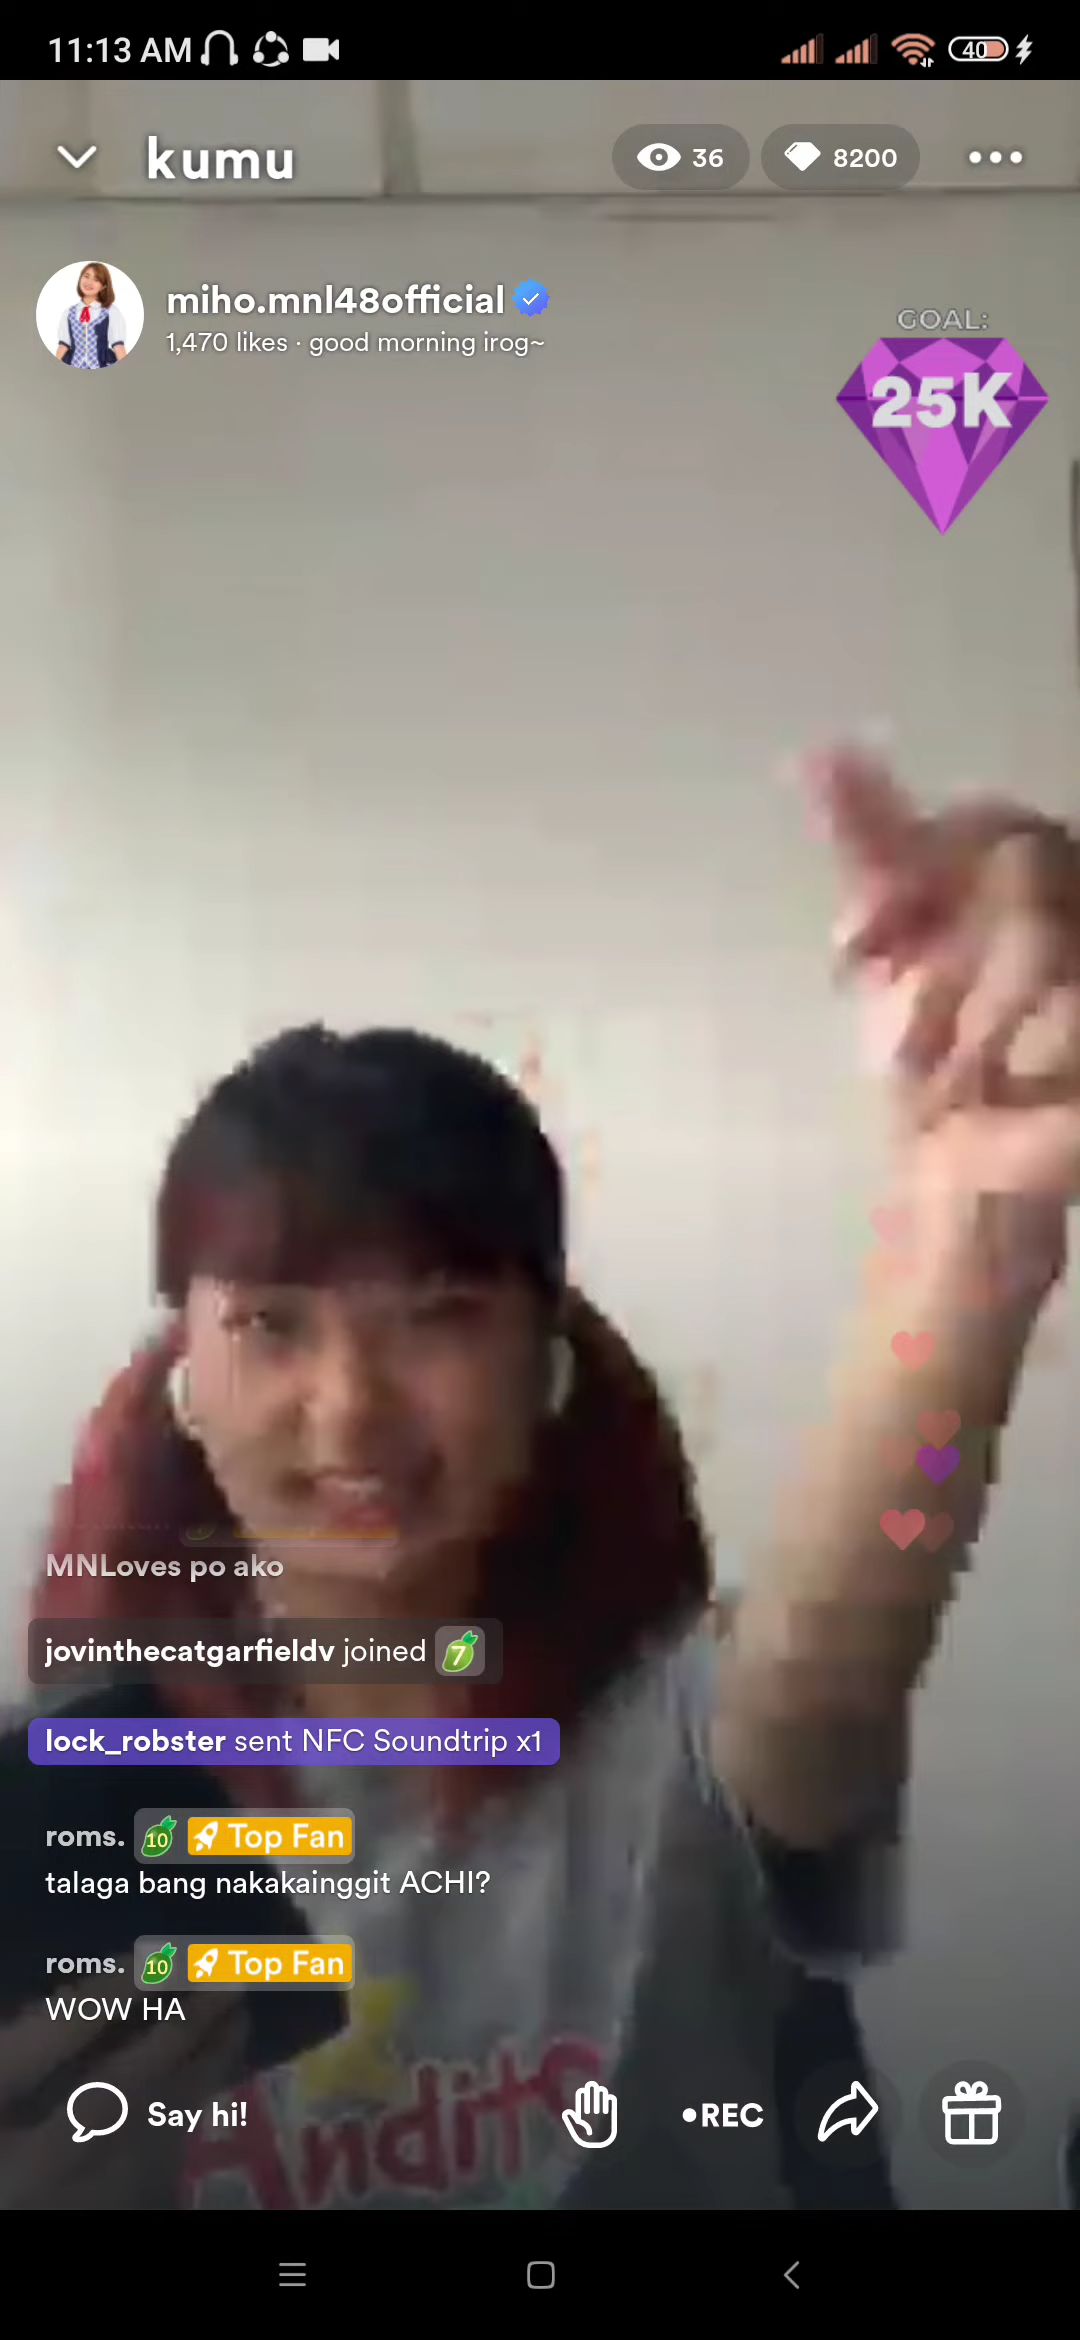 11:13 AM
40
kumu
36
8200
miho.mnl48official
1,470 likes · good morning irog~
GOAL:
25K
MNLoves po ako
jovinthecatgarfieldv joined 7
lock_robster sent NFC Soundtrip x1
roms. 10 Top Fan
talaga bang nakakainggit ACHI?
roms. 10 Top Fan
WOW HA
Andito
Say hi!
•REC